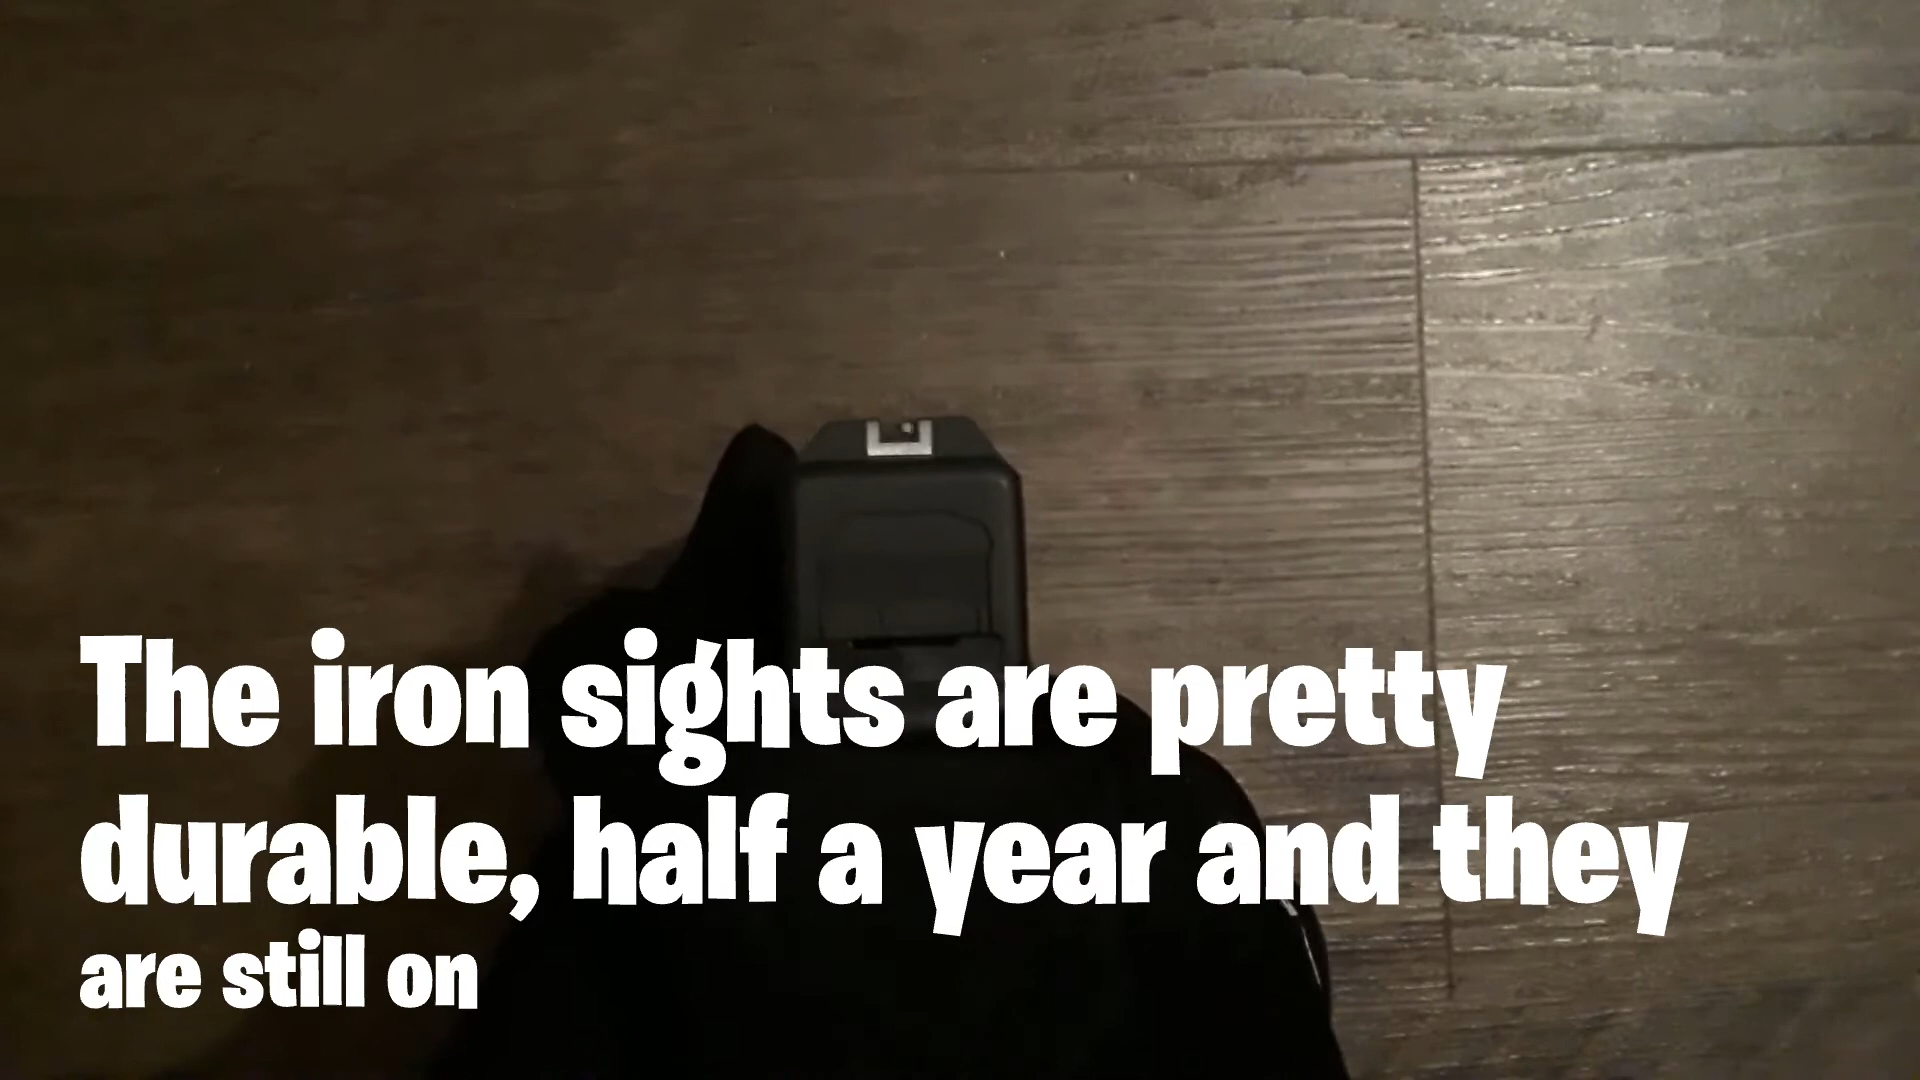 The iron sights are pretty
durable, half a year and they
are still on